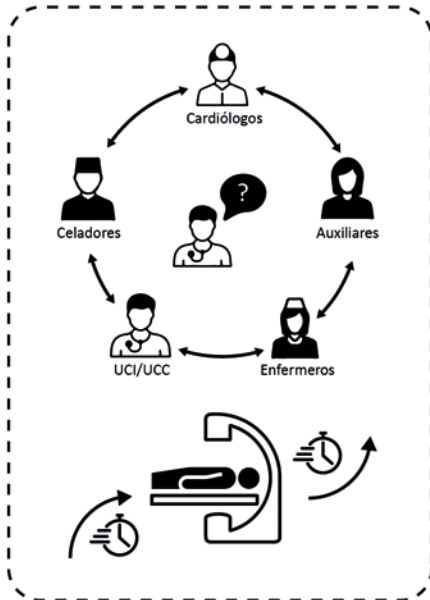 Cardiólogos
?
Celadores
Auxiliares
UCI/UCC
Enfermeros